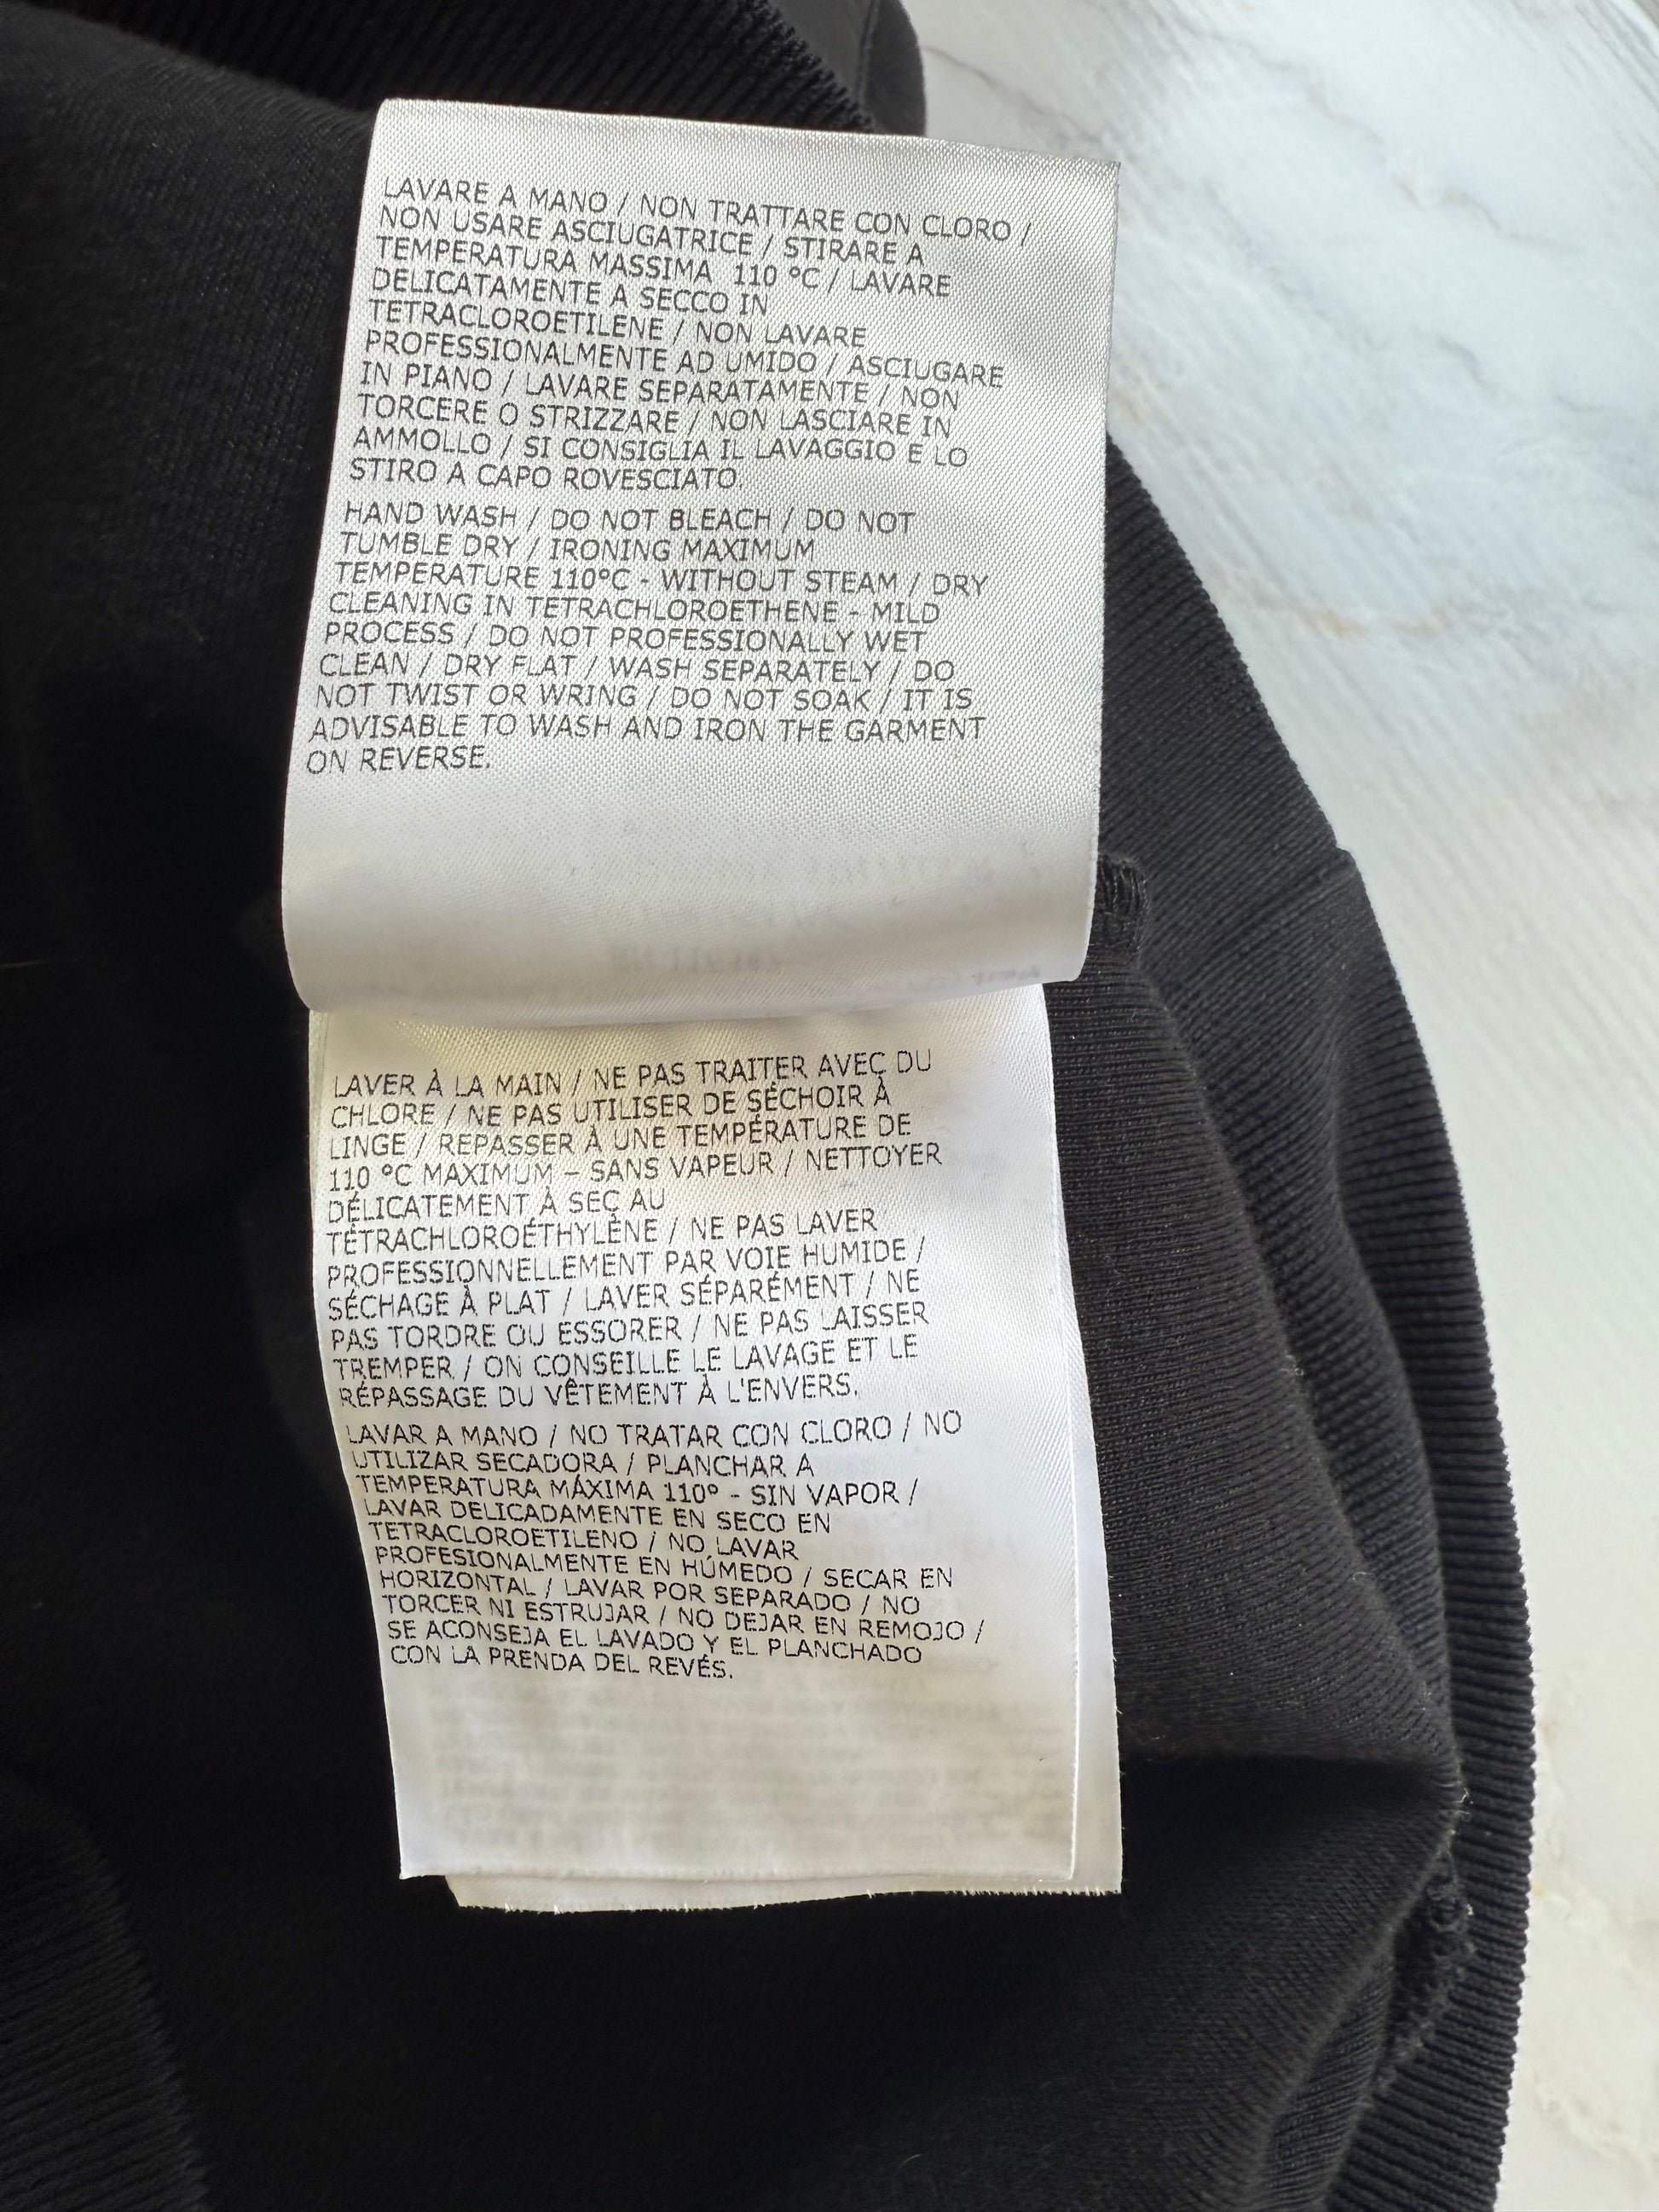 LAVARE A MANO / NON TRATTARE CON CLORO /
NON USARE ASCIUGATRICE / STIRARE A
TEMPERATURA MASSIMA 110 °C / LAVARE
DELICATAMENTE A SECCO IN
TETRACLOROETILENE / NON LAVARE
PROFESSIONALMENTE AD UMIDO / ASCIUGARE
IN PIANO / LAVARE SEPARATAMENTE / NON
TORCERE O STRIZZARE / NON LASCIARE IN
AMMOLLO / SI CONSIGLIA IL LAVAGGIO E LO
STIRO A CAPO ROVESCIATO.
HAND WASH / DO NOT BLEACH / DO NOT
TUMBLE DRY / IRONING MAXIMUM
TEMPERATURE 110°C - WITHOUT STEAM / DRY
CLEANING IN TETRACHLOROETHENE - MILD
PROCESS / DO NOT PROFESSIONALLY WET
CLEAN / DRY FLAT / WASH SEPARATELY / DO
NOT TWIST OR WRING / DO NOT SOAK / IT IS
ADVISABLE TO WASH AND IRON THE GARMENT
ON REVERSE.
LAVER À LA MAIN / NE PAS TRAITER AVEC DU
CHLORE / NE PAS UTILISER DE SÉCHOIR À
LINGE / REPASSER À UNE TEMPÉRATURE DE
110 °C MAXIMUM – SANS VAPEUR / NETTOYER
DÉLICATEMENT À SEC AU
TÉTRACHLOROÉTHYLÈNE / NE PAS LAVER
PROFESSIONNELLEMENT PAR VOIE HUMIDE /
SÉCHAGE À PLAT / LAVER SÉPARÉMENT / NE
PAS TORDRE OU ESSORER / NE PAS LAISSER
TREMPER / ON CONSEILLE LE LAVAGE ET LE
RÉPASSAGE DU VÊTEMENT À L'ENVERS.
LAVAR A MANO / NO TRATAR CON CLORO / NO
UTILIZAR SECADORA / PLANCHAR A
TEMPERATURA MÁXIMA 110° - SIN VAPOR /
LAVAR DELICADAMENTE EN SECO EN
TETRACLOROETILENO / NO LAVAR
PROFESIONALMENTE EN HÚMEDO / SECAR EN
HORIZONTAL / LAVAR POR SEPARADO / NO
TORCER NI ESTRUJAR / NO DEJAR EN REMOJO /
SE ACONSEJA EL LAVADO Y EL PLANCHADO
CON LA PRENDA DEL REVÉS.